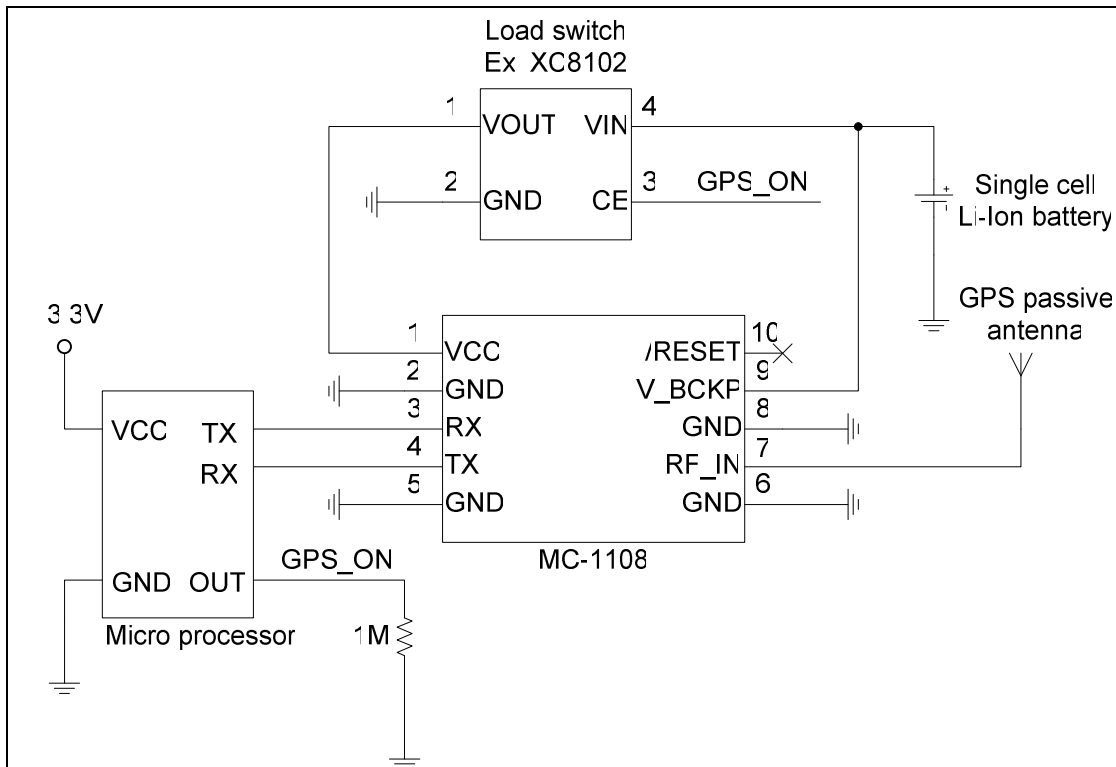 Load switch
Ex XC8102
1
VOUT
VIN
4
2
GND
CE
3
GPS_ON
+
-
Single cell
Li-Ion battery
GPS passive
antenna
3.3V
VCC
TX
RX
GND
OUT
Micro processor
GPS_ON
1M
1
VCC
2
GND
3
RX
4
TX
5
GND
10
/RESET
9
V_BCKP
8
GND
7
RF_IN
6
GND
MC-1108